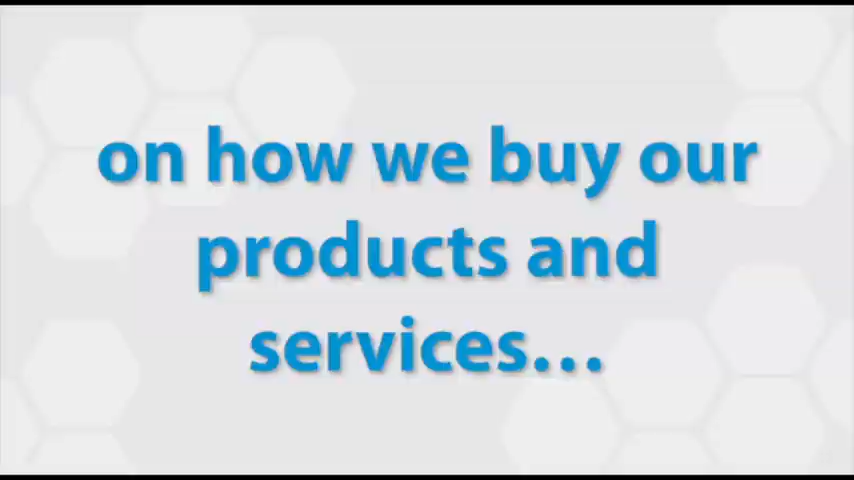 on how we buy our
products and
services...